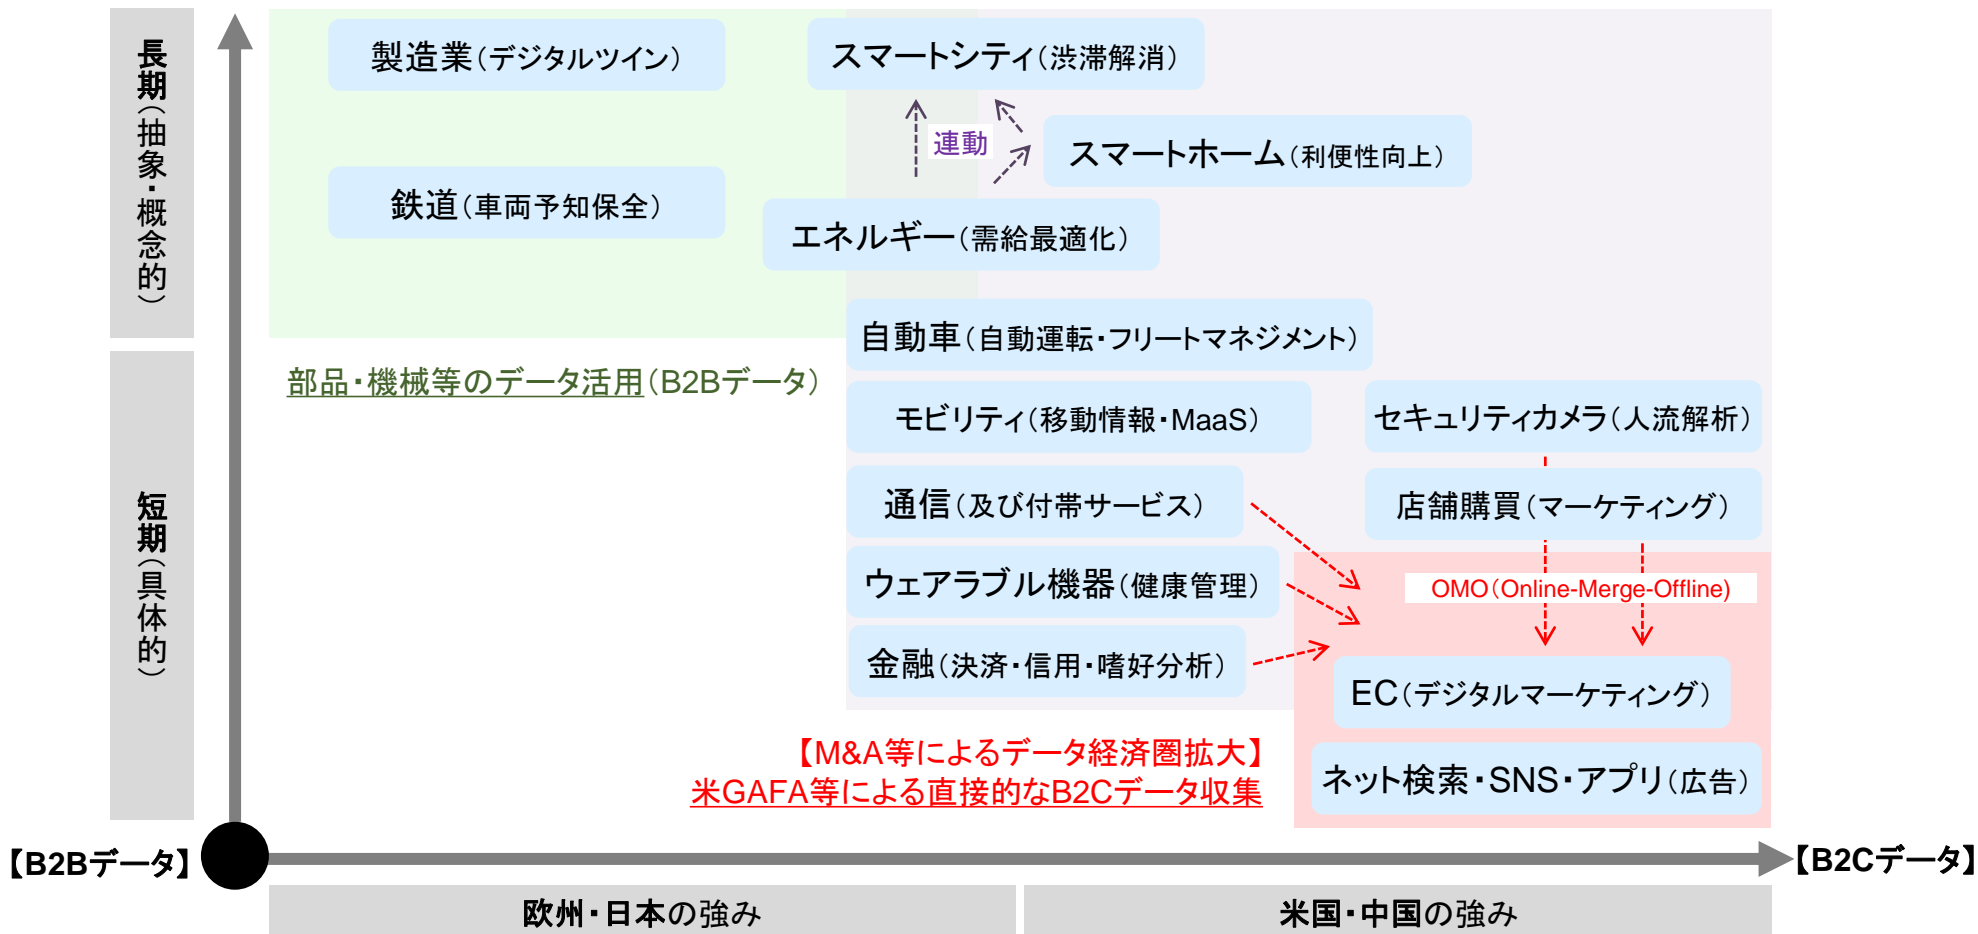 長期(抽象・概念的)
製造業(デジタルツイン)
スマートシティ(渋滞解消)
連動
スマートホーム(利便性向上)
鉄道(車両予知保全)
エネルギー(需給最適化)
自動車(自動運転・フリートマネジメント)
部品・機械等のデータ活用(B2Bデータ)
短期(具体的)
モビリティ(移動情報・MaaS)
セキュリティカメラ(人流解析)
通信(及び付帯サービス)
店舗購買(マーケティング)
ウェアラブル機器(健康管理)
OMO(Online-Merge-Offline)
金融(決済・信用・嗜好分析)
EC(デジタルマーケティング)
【M&A等によるデータ経済圏拡大】
米GAFA等による直接的なB2Cデータ収集
ネット検索・SNS・アプリ(広告)
【B2Bデータ】
【B2Cデータ】
欧州・日本の強み
米国・中国の強み